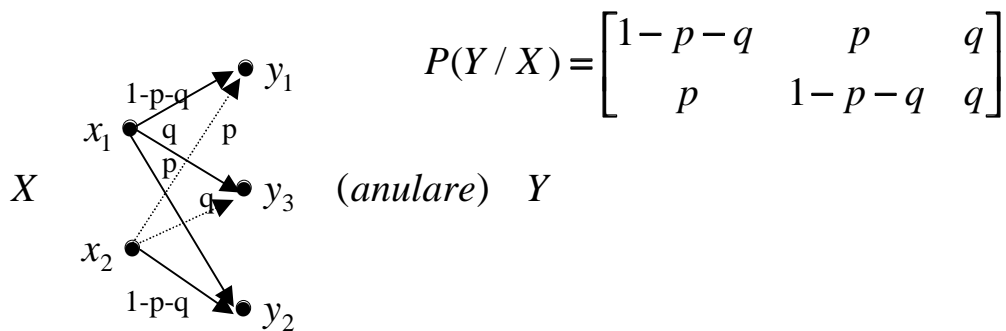 P(Y / X) = [1 − p − q p q
p 1 − p − q q]
y₁
1-p-q
x₁ q p
p
X y₃ (anulare) Y
q
x₂
1-p-q
y₂